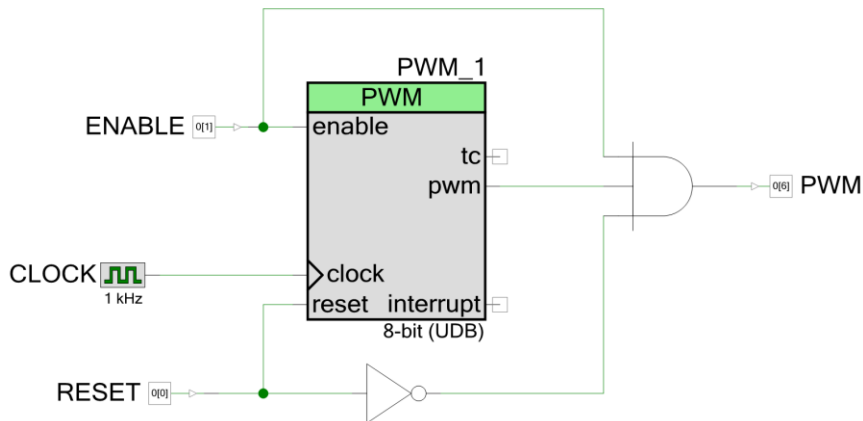 PWM_1
PWM
ENABLE 0[1] enable
tc
pwm 0[6] PWM
CLOCK clock
1 kHz
reset interrupt
8-bit (UDB)
RESET 0[0]